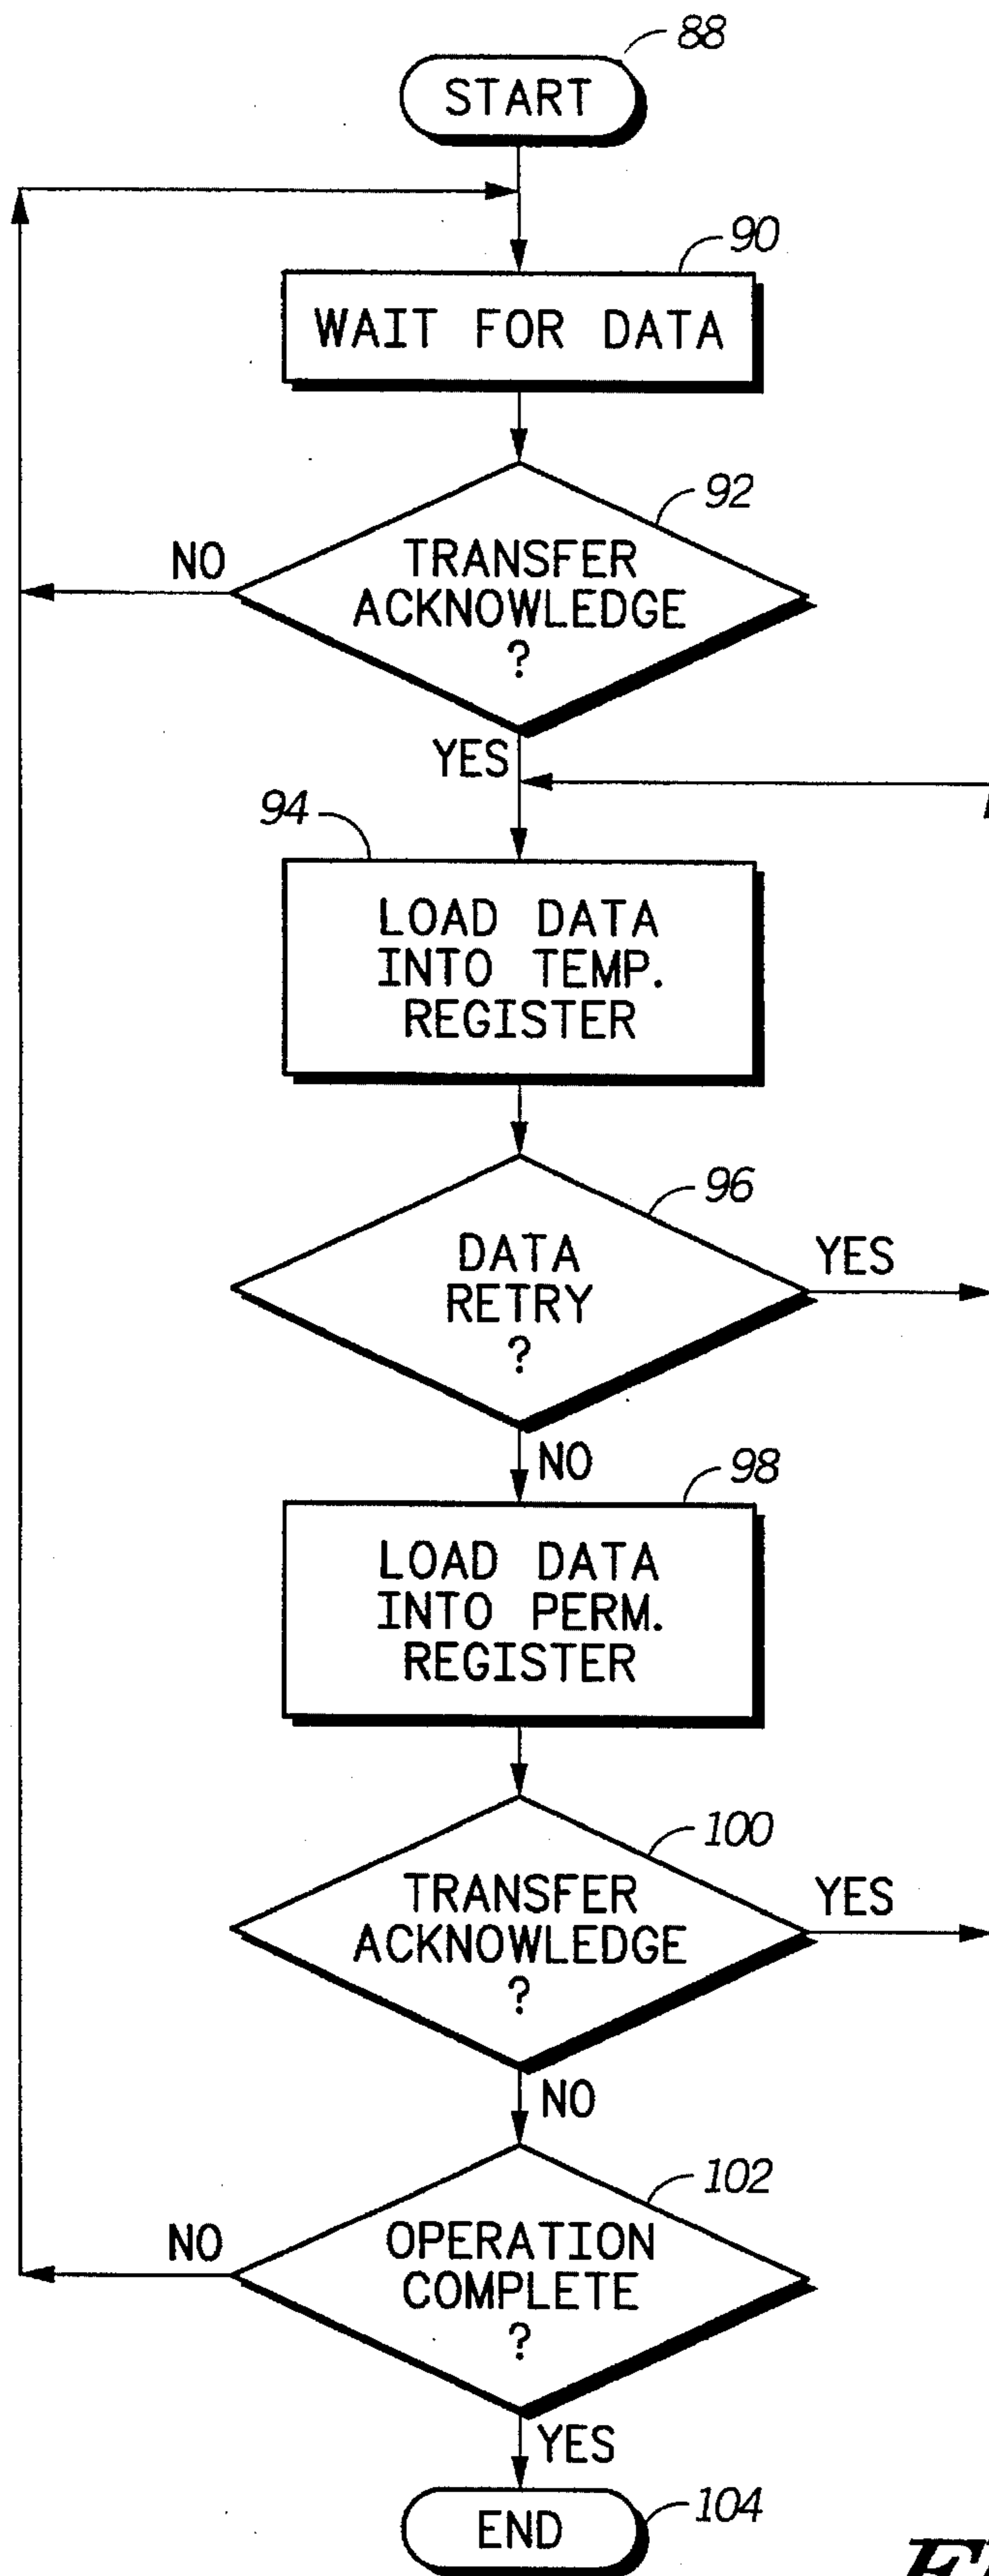 88
START
90
WAIT FOR DATA
92
NO
TRANSFER
ACKNOWLEDGE
?
YES
94
LOAD DATA
INTO TEMP.
REGISTER
96
DATA
RETRY
?
YES
NO
98
LOAD DATA
INTO PERM.
REGISTER
100
TRANSFER
ACKNOWLEDGE
?
YES
NO
102
NO
OPERATION
COMPLETE
?
YES
END
104